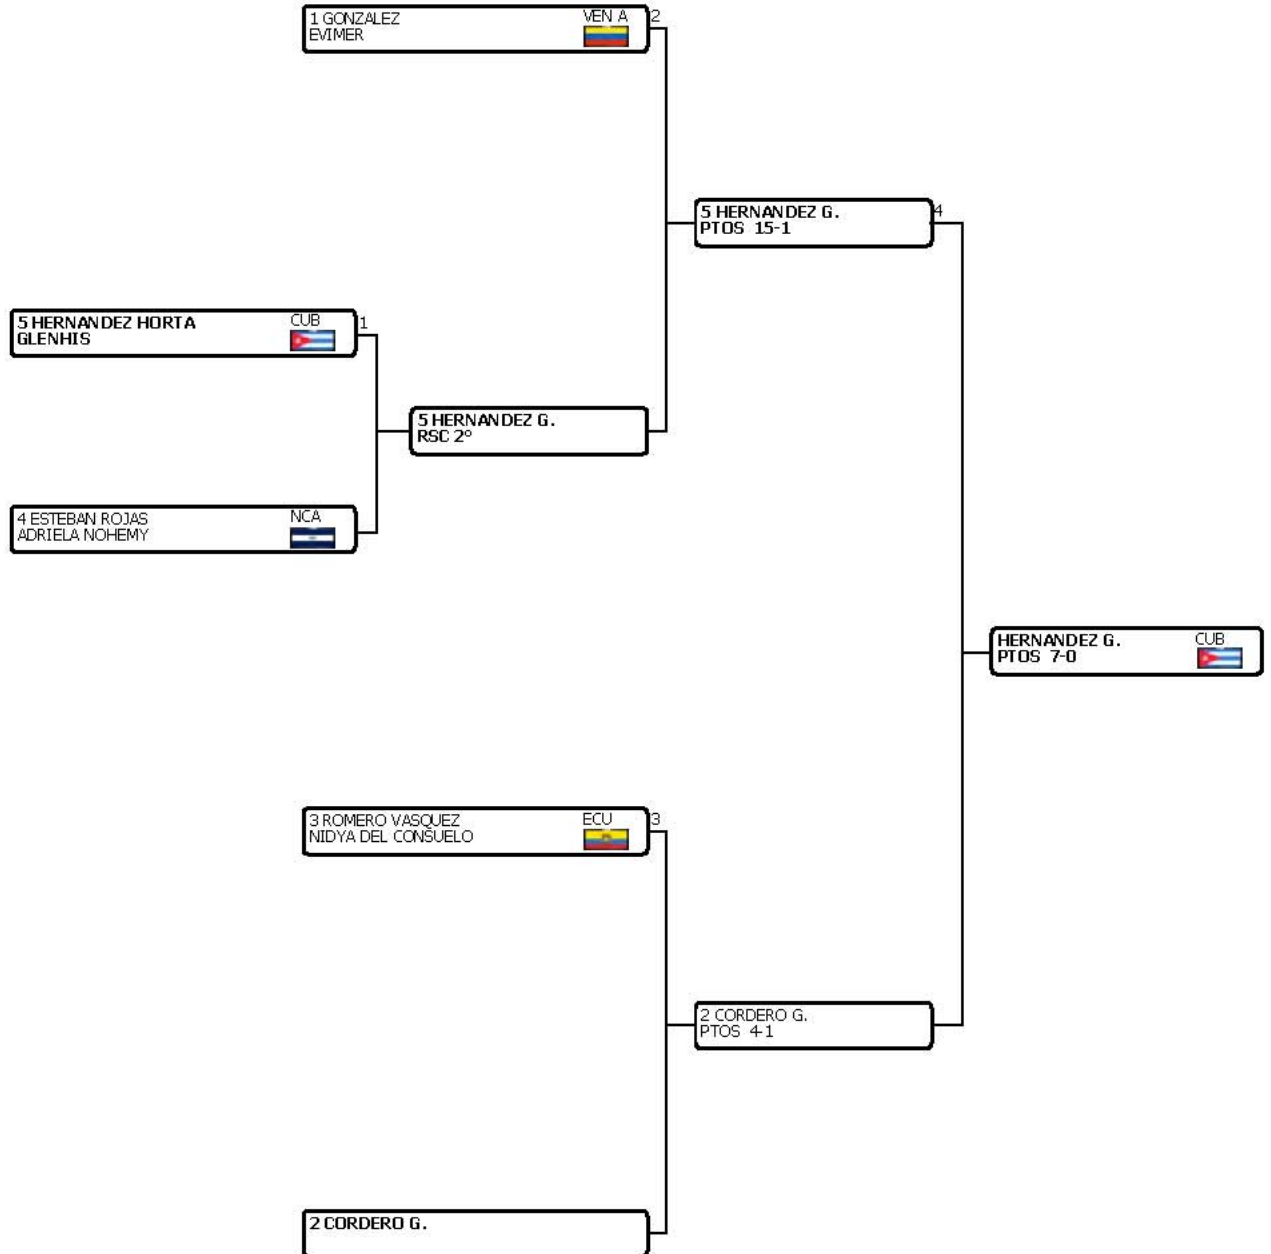 1 GONZALEZ
EVIMER
VEN A
2
5 HERNANDEZ G.
PTOS 15-1
4
5 HERNANDEZ HORTA
GLENHIS
CUB
1
5 HERNANDEZ G.
RSC 2º
4 ESTEBAN ROJAS
ADRIELA NOHEMY
NCA
HERNANDEZ G.
PTOS 7-0
CUB
3 ROMERO VASQUEZ
NIDYA DEL CONSUELO
ECU
3
2 CORDERO G.
PTOS 4-1
2 CORDERO G.